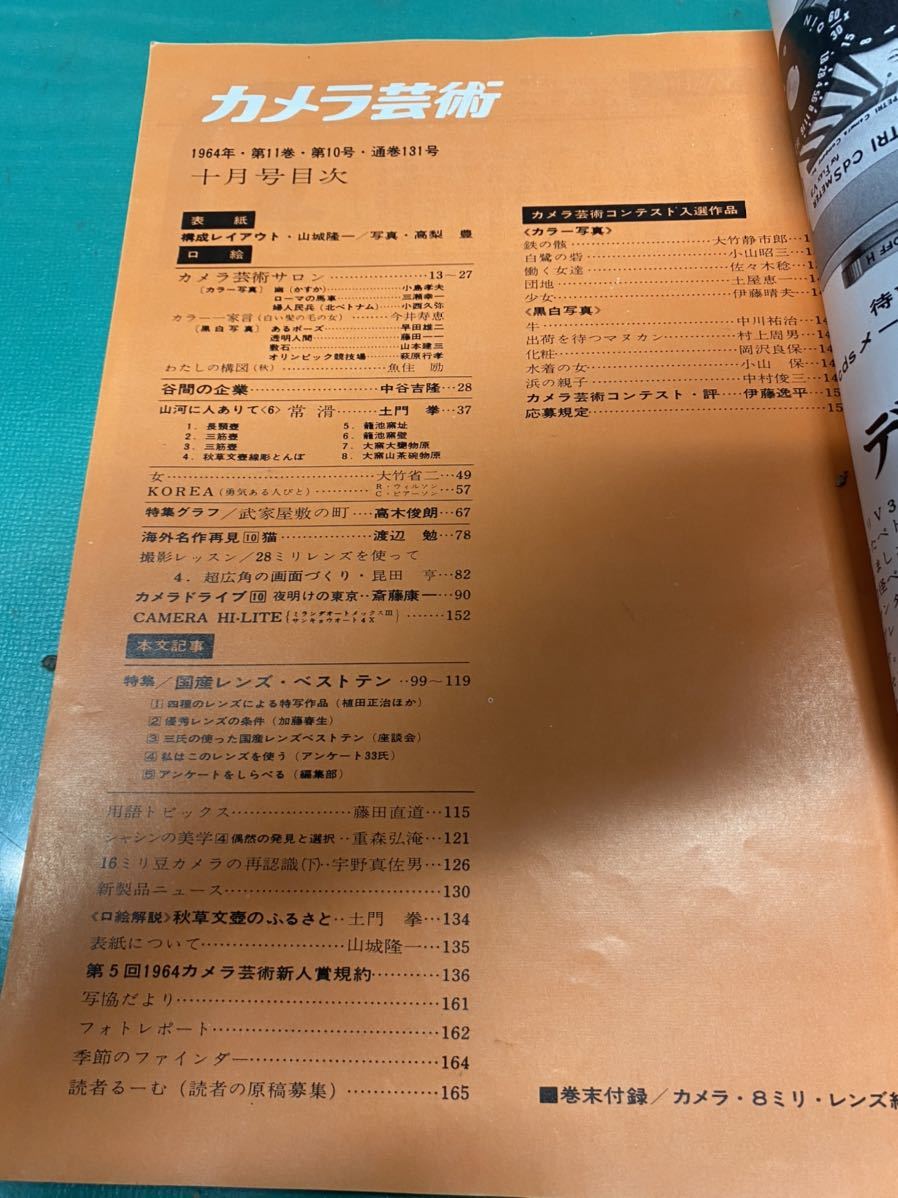 カメラ芸術
1964年・第11巻・第10号・通巻131号
十月号目次
表紙
構成レイアウト・山城隆一／写真・高梨 豊
口絵
カメラ芸術サロン…………13～27
〔カラー写真〕 幽（かすか）……小島孝夫
ローマの馬車……三瀬幸一
婦人民兵（北ベトナム）……小西久弥
カラー一家言（白い髪の毛の女）……今井寿恵
〔黒白写真〕 あるポーズ……早田雄二
透明人間……藤田一一
敷石……山本建三
オリンピック競技場……萩原行孝
わたしの構図（秋）……魚住 励
谷間の企業……中谷吉隆…28
山河に人ありて〈6〉 常滑……土門 拳…37
1. 長頸壺
2. 三筋壺
3. 三筋壺
4. 秋草文壺線彫とんぼ
5. 籠池窯址
6. 籠池窯壁
7. 大窯大甕物原
8. 大窯山茶碗物原
女……大竹省二…49
KOREA（勇気ある人びと）……R・ウィルソン C・ピアーソン…57
特集グラフ／武家屋敷の町……高木俊朗…67
海外名作再見10猫……渡辺 勉…78
撮影レッスン／28ミリレンズを使って
4. 超広角の画面づくり・昆田 亨…82
カメラドライブ10 夜明けの東京‥斎藤康一…90
CAMERA HI-LITE｛ミランダオートメックスⅢ サンキョウオート4X｝……152
本文記事
特集／国産レンズ・ベストテン‥99～119
1四種のレンズによる特写作品（植田正治ほか）
2優秀レンズの条件（加藤春生）
3三氏の使った国産レンズベストテン（座談会）
4私はこのレンズを使う（アンケート33氏）
5アンケートをしらべる（編集部）
用語トピックス……藤田直道…115
シャシンの美学4偶然の発見と選択‥重森弘淹…121
16ミリ豆カメラの再認識（下）‥宇野真佐男…126
新製品ニュース……130
〈口絵解説〉秋草文壺のふるさと‥土門 拳…134
表紙について……山城隆一…135
第5回1964カメラ芸術新人賞規約……136
写協だより……161
フォトレポート……162
季節のファインダー……164
読者るーむ（読者の原稿募集）……165
カメラ芸術コンテスト入選作品
〈カラー写真〉
鉄の骸……大竹静市郎
白鷺の砦……小山昭三
働く女達……佐々木稔
団地……土屋恵一
少女……伊藤晴夫
〈黒白写真〉
牛……中川祐治
出荷を待つマヌカン……村上周男
化粧……岡沢良保
水着の女……小山 保
浜の親子……中村俊三
カメラ芸術コンテスト・評……伊藤逸平
応募規定
■巻末付録／カメラ・8ミリ・レンズ